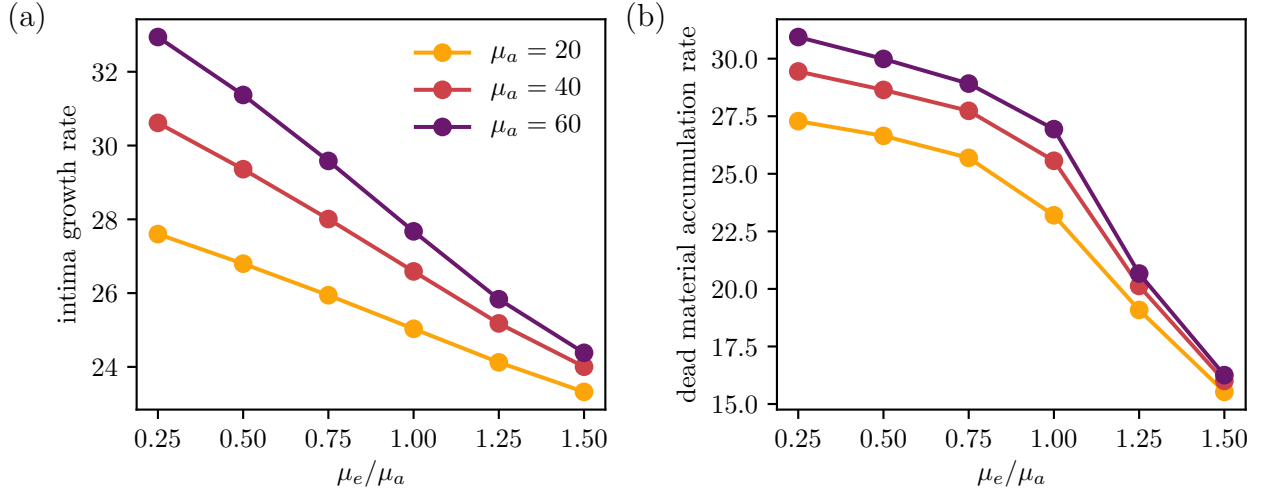 (a)
intima growth rate
32
30
28
26
24
μₐ = 20
μₐ = 40
μₐ = 60
0.25 0.50 0.75 1.00 1.25 1.50
μₑ/μₐ
(b)
dead material accumulation rate
30.0
27.5
25.0
22.5
20.0
17.5
15.0
0.25 0.50 0.75 1.00 1.25 1.50
μₑ/μₐ